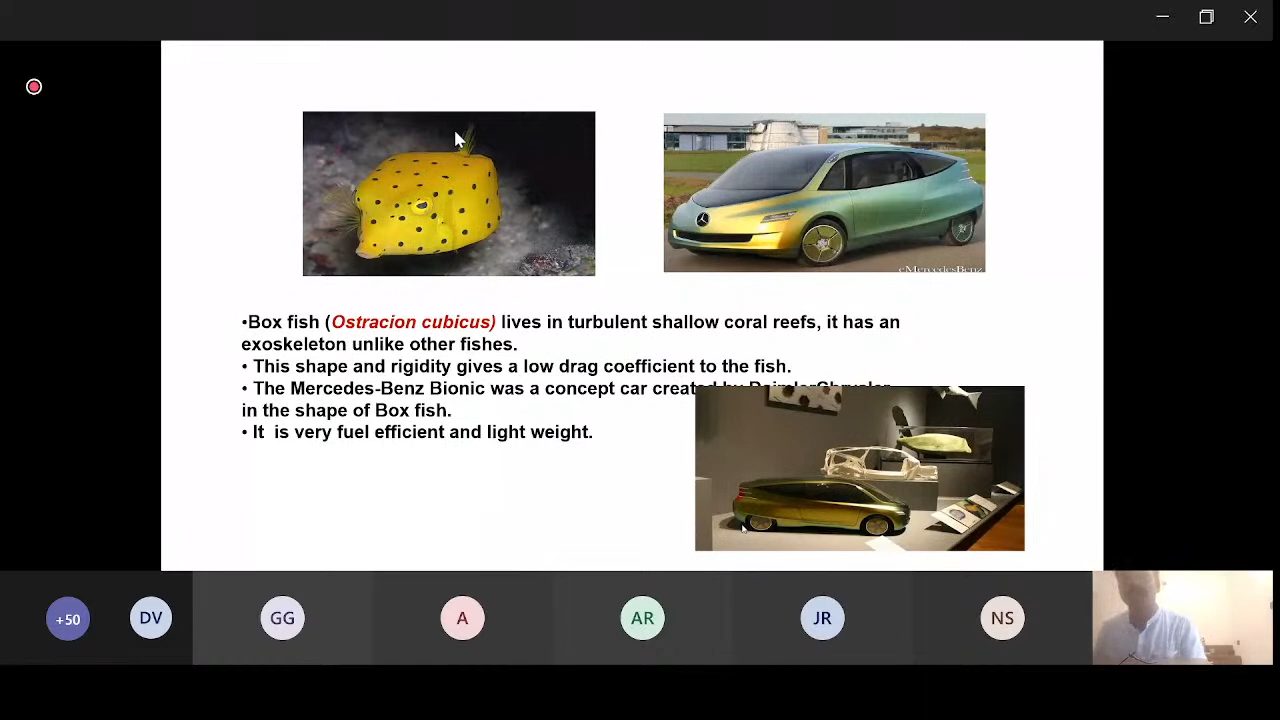 eMercedesBenz
•Box fish (Ostracion cubicus) lives in turbulent shallow coral reefs, it has an
exoskeleton unlike other fishes.
• This shape and rigidity gives a low drag coefficient to the fish.
• The Mercedes-Benz Bionic was a concept car created by DaimlerChrysler
in the shape of Box fish.
• It is very fuel efficient and light weight.
+50
DV
GG
A
AR
JR
NS